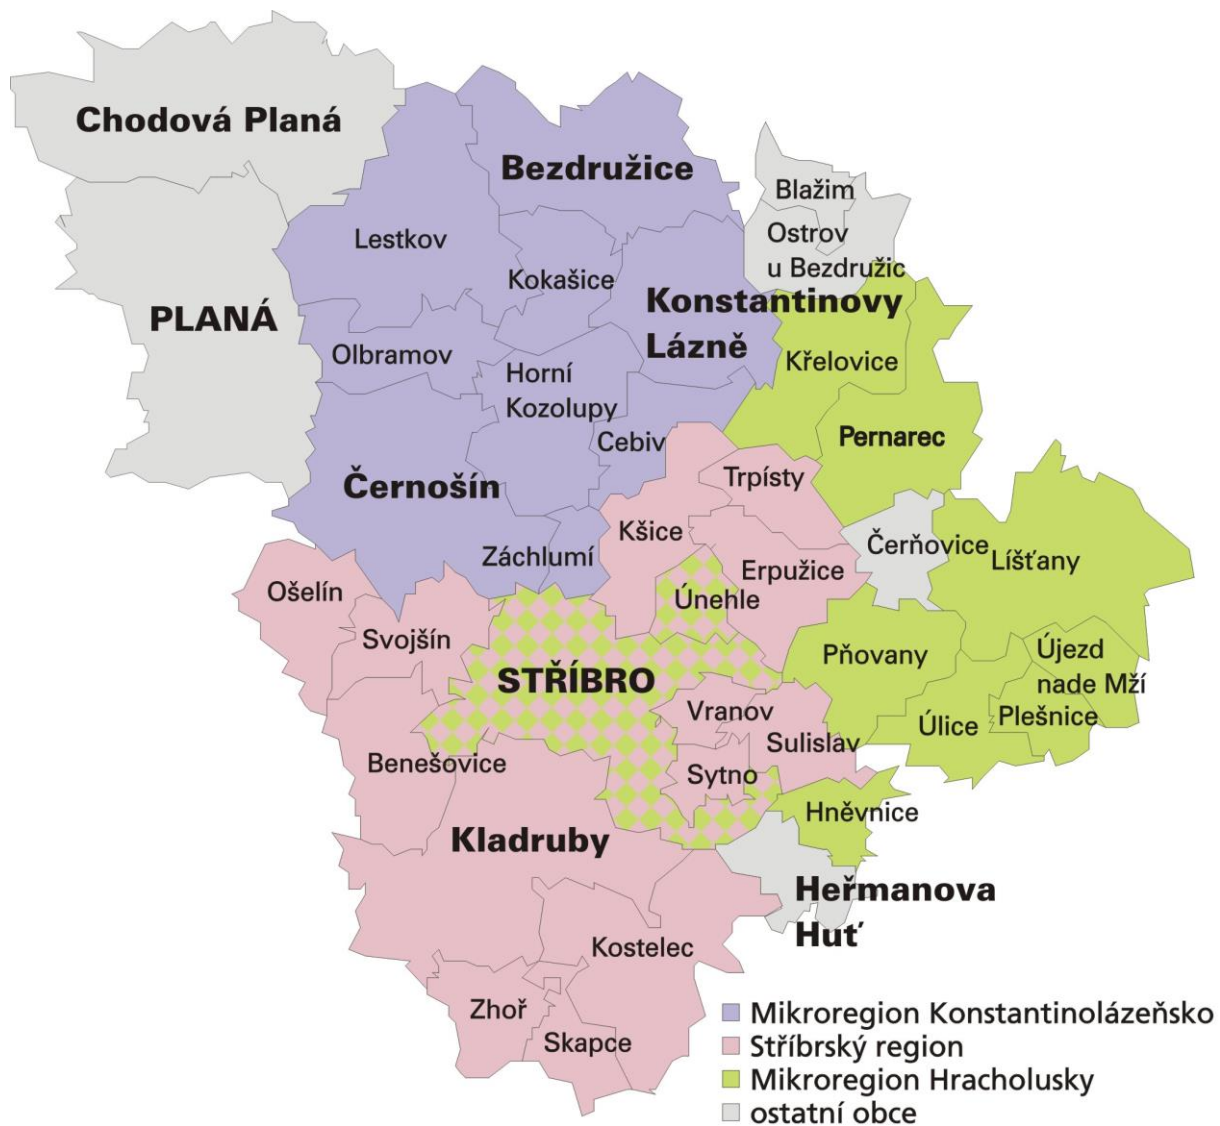 Chodová Planá
Bezdružice
Blažim
Lestkov
Ostrov
u Bezdružic
Kokašice
PLANÁ
Konstantinovy
Lázně
Olbramov
Horní
Kozolupy
Křelovice
Cebiv
Pernarec
Černošín
Trpísty
Kšice
Záchlumí
Čerňovice
Líšťany
Erpužice
Ošelín
Únehle
Svojšín
Pňovany
Újezd
nade Mží
STŘÍBRO
Vranov
Plešnice
Úlice
Sulislav
Benešovice
Sytno
Hněvnice
Kladruby
Heřmanova
Huť
Kostelec
Zhoř
Skapce
Mikroregion Konstantinolázeňsko
Stříbrský region
Mikroregion Hracholusky
ostatní obce